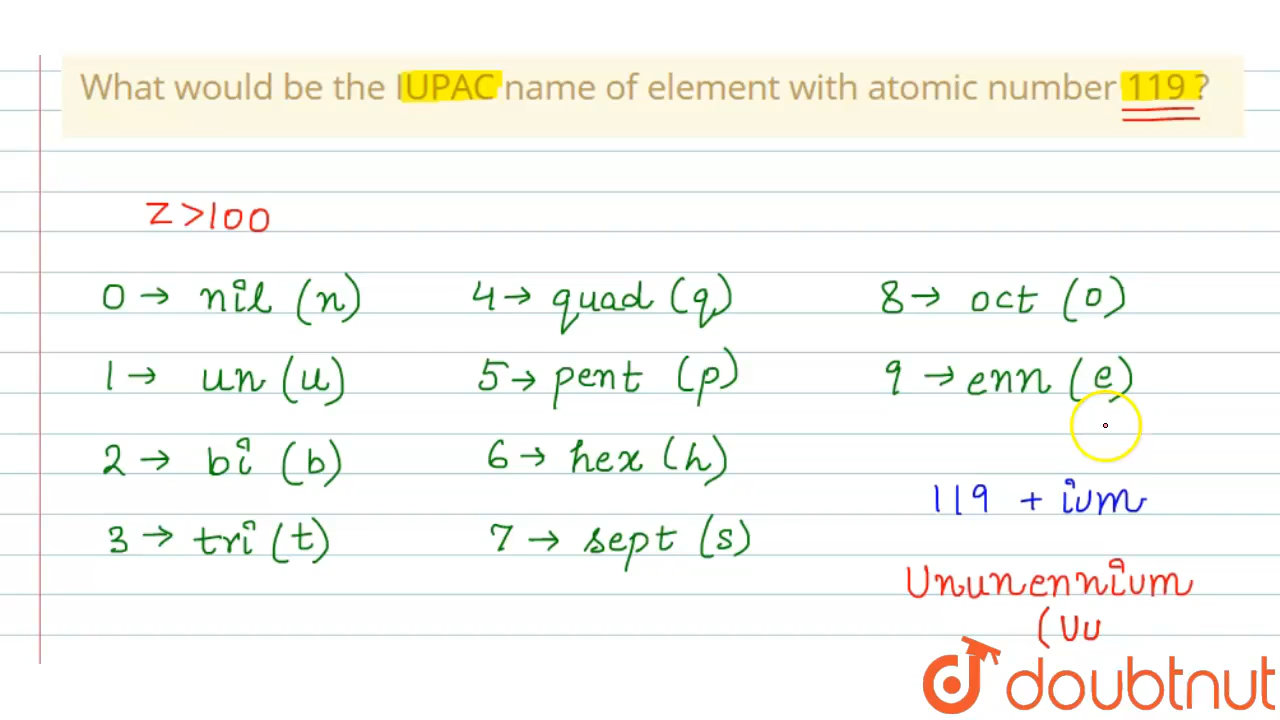 What would be the IUPAC name of element with atomic number 119 ?
Z > 100
0 → nil (n) 4 → quad (q) 8 → oct (o)
1 → un (u) 5 → pent (p) 9 → enn (e)
2 → bi (b) 6 → hex (h)
119 + ium
3 → tri (t) 7 → sept (s)
Ununennium
(Uu
doubtnut